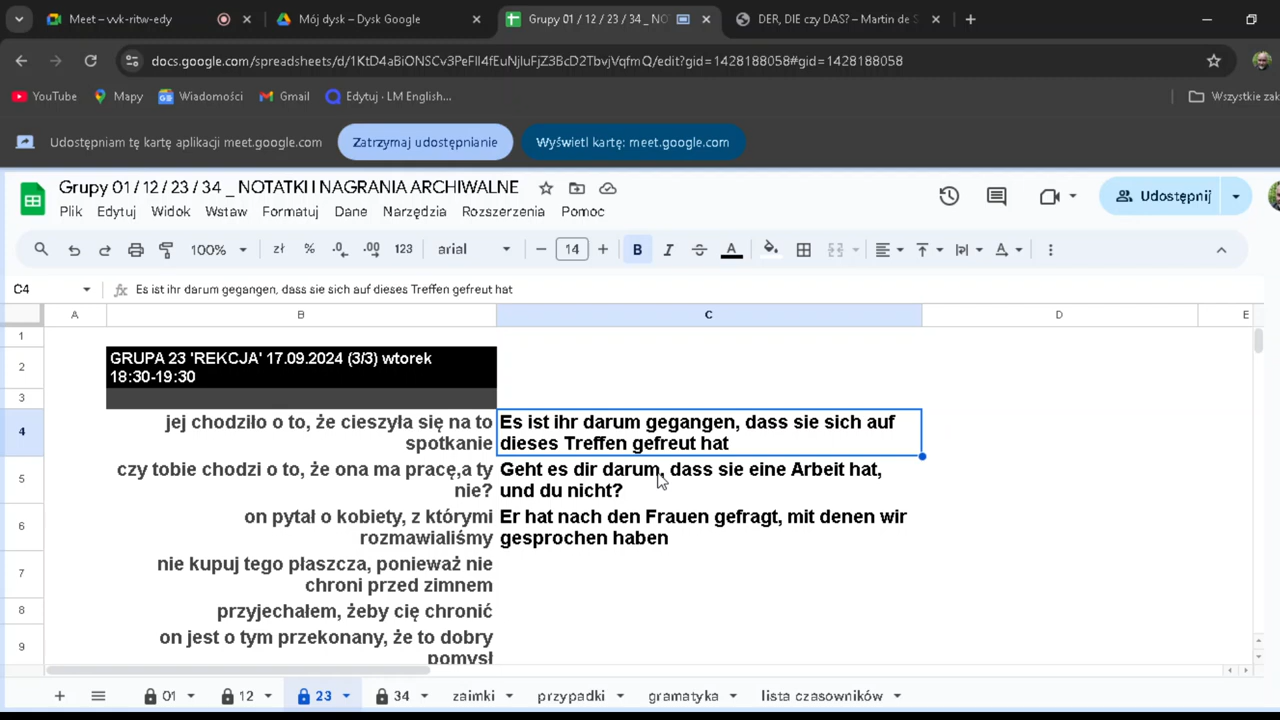 Meet – vvk-ritw-edy
Mój dysk – Dysk Google
Grupy 01 / 12 / 23 / 34 _ NO
DER, DIE czy DAS? – Martin de S
docs.google.com/spreadsheets/d/1KtD4aBiONSCv3PeFlI4fEuNjluFjZ3BcD2TbvjVqfmQ/edit?gid=1428188058#gid=1428188058
YouTube
Mapy
Wiadomości
Gmail
Edytuj · LM English...
Wszystkie zak
Udostępniam tę kartę aplikacji meet.google.com
Zatrzymaj udostępnianie
Wyświetl kartę: meet.google.com
Grupy 01 / 12 / 23 / 34 _ NOTATKI I NAGRANIA ARCHIWALNE
Plik Edytuj Widok Wstaw Formatuj Dane Narzędzia Rozszerzenia Pomoc
Udostępnij
100% zł % .0 .00 123 arial 14 B I A
C4
Es ist ihr darum gegangen, dass sie sich auf dieses Treffen gefreut hat
A B C D E
1
2
GRUPA 23 'REKCJA' 17.09.2024 (3/3) wtorek
18:30-19:30
3
4
jej chodziło o to, że cieszyła się na to
spotkanie
Es ist ihr darum gegangen, dass sie sich auf
dieses Treffen gefreut hat
5
czy tobie chodzi o to, że ona ma pracę,a ty
nie?
Geht es dir darum, dass sie eine Arbeit hat,
und du nicht?
6
on pytał o kobiety, z którymi
rozmawialiśmy
Er hat nach den Frauen gefragt, mit denen wir
gesprochen haben
7
nie kupuj tego płaszcza, ponieważ nie
chroni przed zimnem
8
przyjechałem, żeby cię chronić
9
on jest o tym przekonany, że to dobry
pomysł
01
12
23
34
zaimki
przypadki
gramatyka
lista czasowników